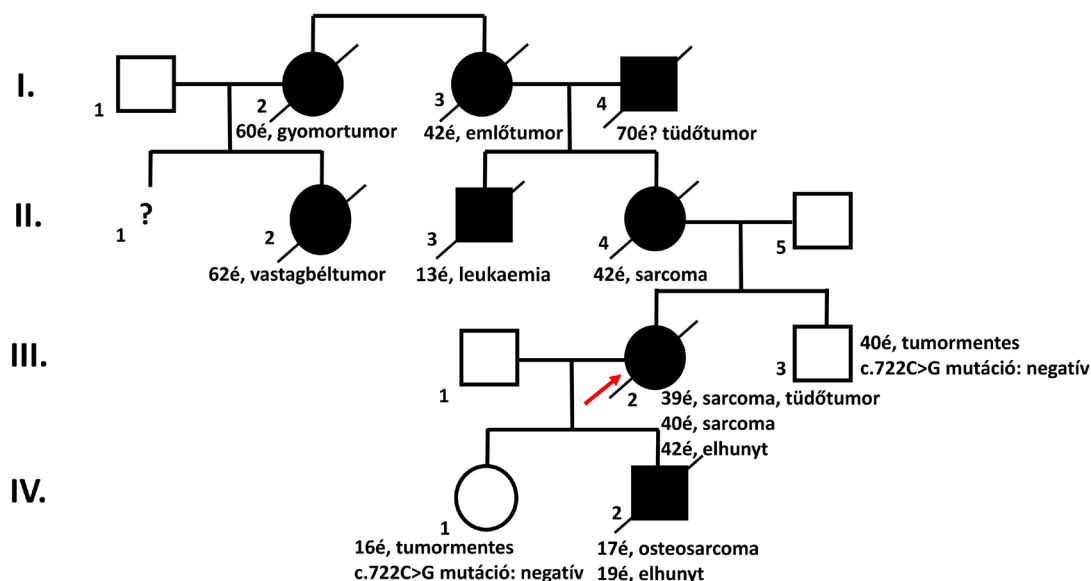 I.
1
2
3
4
60é, gyomortumor
42é, emlőtumor
70é? tüdőtumor
II.
1
?
2
3
4
5
62é, vastagbéltumor
13é, leukaemia
42é, sarcoma
III.
1
2
3
40é, tumormentes
c.722C>G mutáció: negatív
39é, sarcoma, tüdőtumor
40é, sarcoma
42é, elhunyt
IV.
1
2
16é, tumormentes
c.722C>G mutáció: negatív
17é, osteosarcoma
19é, elhunyt